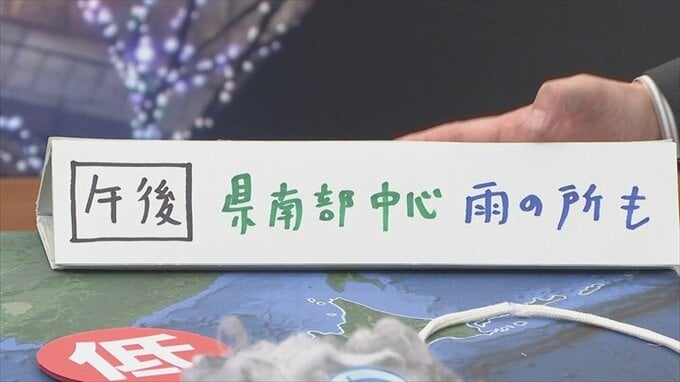 午後 県南部中心 雨の所も
低